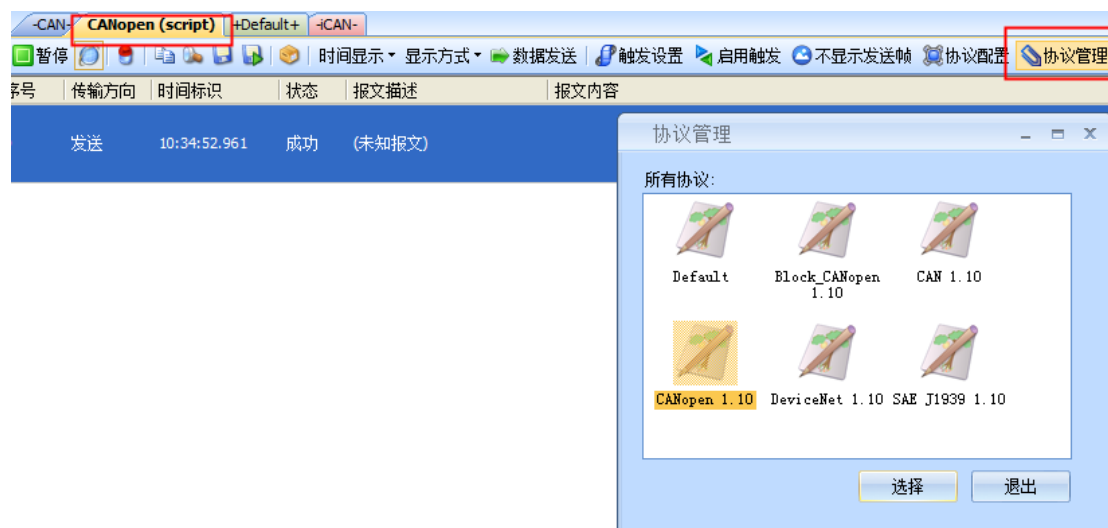 -CAN- CANopen (script) +Default+ -iCAN-
暂停 时间显示 显示方式 数据发送 触发设置 启用触发 不显示发送帧 协议配置 协议管理
序号 传输方向 时间标识 状态 报文描述 报文内容
发送 10:34:52.961 成功 (未知报文)
协议管理
所有协议:
Default Block_CANopen 1.10 CAN 1.10
CANopen 1.10 DeviceNet 1.10 SAE J1939 1.10
选择 退出